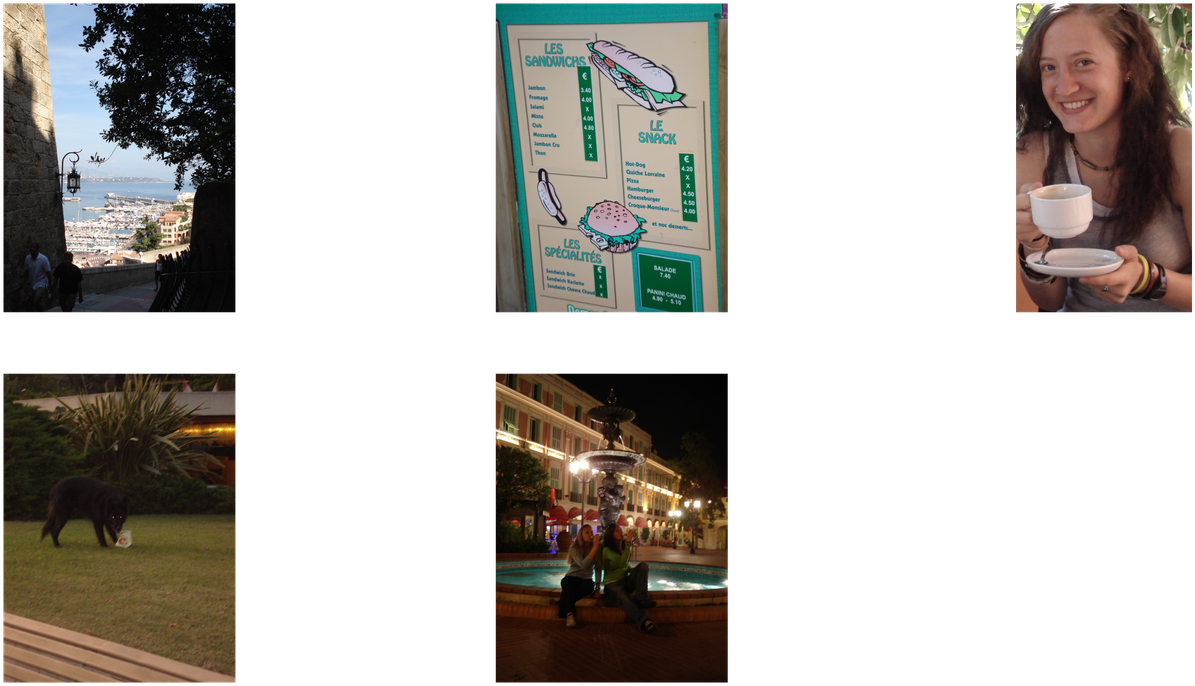 LES
SANDWICHS
€
Jambon 3.40
Fromage 4.00
Salami X
Mixte 4.00
Club 4.80
Mozzarella X
Jambon Cru X
Thon X
LE
SNACK
€
Hot-Dog 4.20
Quiche Lorraine X
Pizza X
Hamburger 4.50
Cheeseburger 4.50
Croque-Monsieur ..... 4.00
et nos desserts...
LES
SPÉCIALITÉS
€
Sandwich Brie X
Sandwich Raclette X
Sandwich Chèvre Chaud X
SALADE
7.40
PANINI CHAUD
4.90 - 5.10